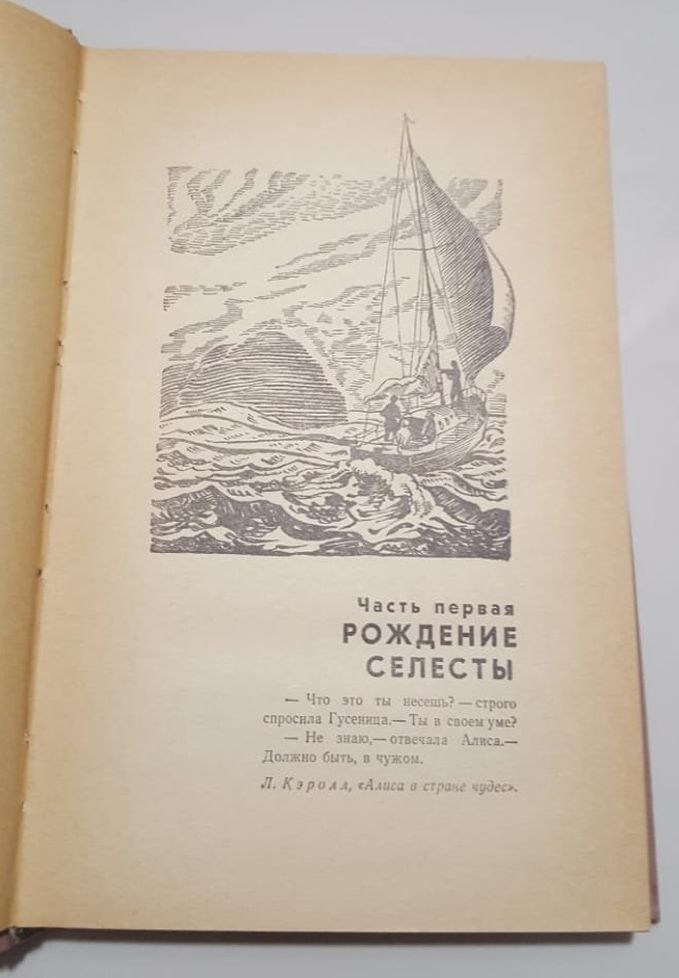 Часть первая
РОЖДЕНИЕ
СЕЛЕСТЫ
— Что это ты несешь? — строго
спросила Гусеница.— Ты в своем уме?
— Не знаю,— отвечала Алиса.—
Должно быть, в чужом.
Л. Кэролл, «Алиса в стране чудес».